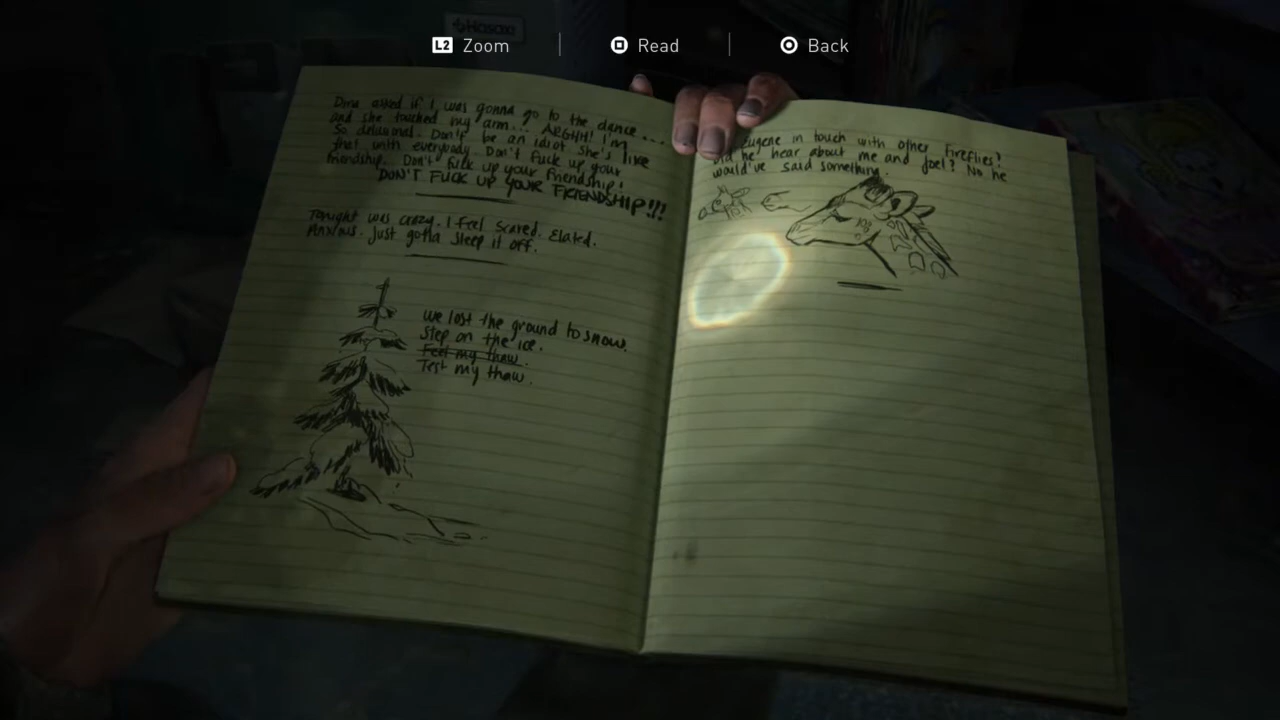 Hasax
L2 Zoom
Read
Back
Dina asked if I was gonna go to the dance ....
and she touched my arm... ARGHH! I'm
so delusional. Don't be an idiot she's like
that with everybody. Don't fuck up your
friendship. Don't fuck up your friendship!
DON'T FUCK UP YOUR FRIENDSHIP!!!
Tonight was crazy. I feel scared. Elated.
Anxious. Just gotta sleep it off.
We lost the ground to snow.
Step on the ice.
Feel my thaw.
Test my thaw.
Eugene in touch with other Fireflies?
he hear about me and Joel? No he
would've said something.